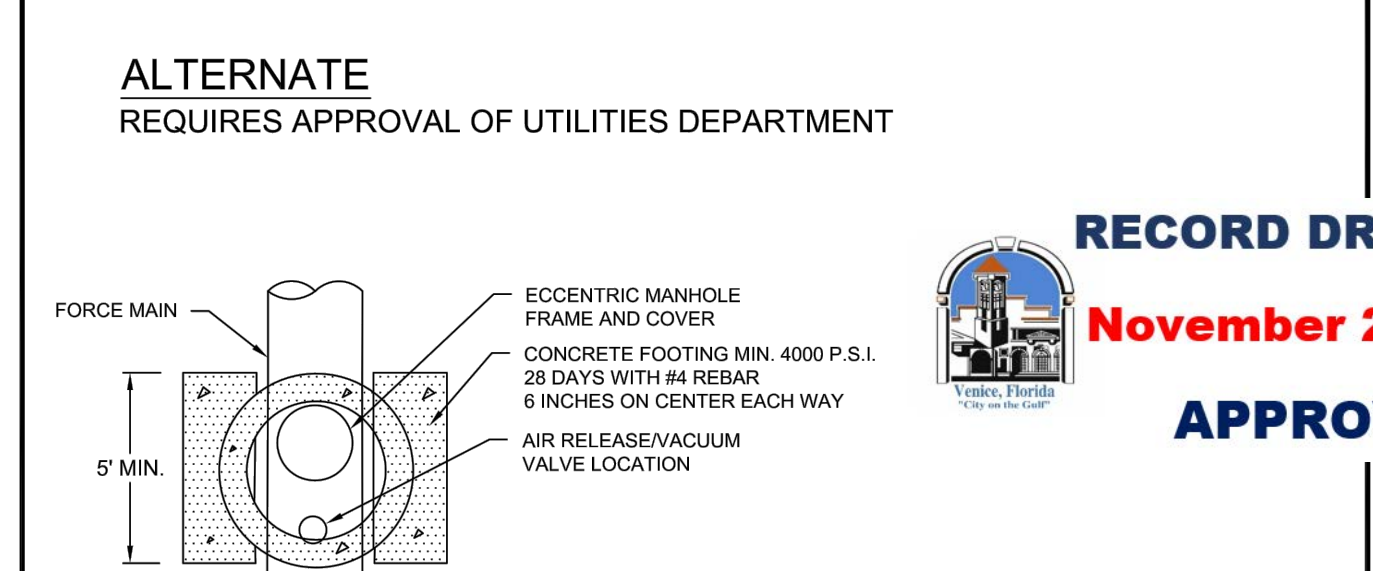 ALTERNATE
REQUIRES APPROVAL OF UTILITIES DEPARTMENT
RECORD DR
November 2
APPROV
Venice, Florida
"City on the Gulf"
FORCE MAIN
ECCENTRIC MANHOLE
FRAME AND COVER
CONCRETE FOOTING MIN. 4000 P.S.I.
28 DAYS WITH #4 REBAR
6 INCHES ON CENTER EACH WAY
AIR RELEASE/VACUUM
VALVE LOCATION
5' MIN.